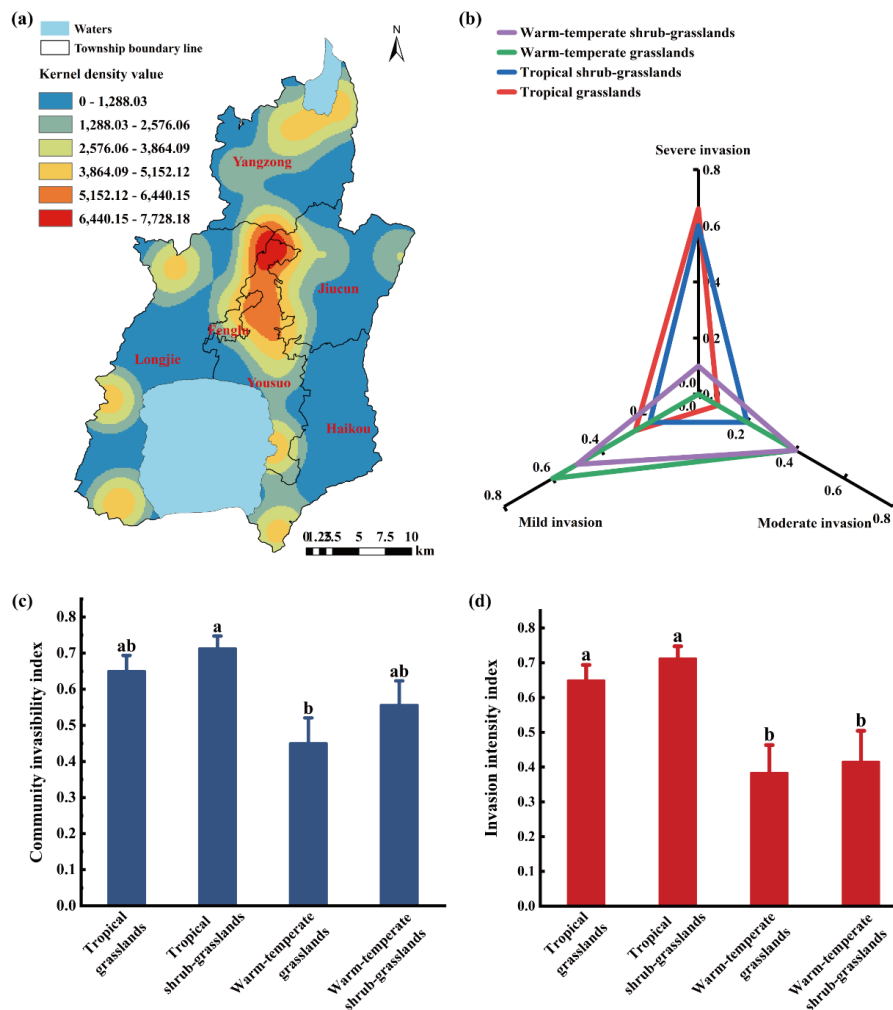 (a)
Waters
Township boundary line
N
Kernel density value
0 - 1,288.03
1,288.03 - 2,576.06
2,576.06 - 3,864.09
3,864.09 - 5,152.12
5,152.12 - 6,440.15
6,440.15 - 7,728.18
Yangzong
Jiucun
Longjie
Yousuo
Haikou
5 7.5 10
km
(b)
Warm-temperate shrub-grasslands
Warm-temperate grasslands
Tropical shrub-grasslands
Tropical grasslands
Severe invasion
0.8
0.6
0.4
0.2
0.0
0.0
0.2
0.2
0.4
0.4
0.6
0.6
0.8
0.8
Mild invasion
Moderate invasion
(c)
Community invasibility index
0.8
0.7
0.6
0.5
0.4
0.3
0.2
0.1
0.0
ab
a
b
ab
Tropical
grasslands
Tropical
shrub-grasslands
Warm-temperate
grasslands
Warm-temperate
shrub-grasslands
(d)
Invasion intensity index
0.8
0.7
0.6
0.5
0.4
0.3
0.2
0.1
0.0
a
a
b
b
Tropical
grasslands
Tropical
shrub-grasslands
Warm-temperate
grasslands
Warm-temperate
shrub-grasslands